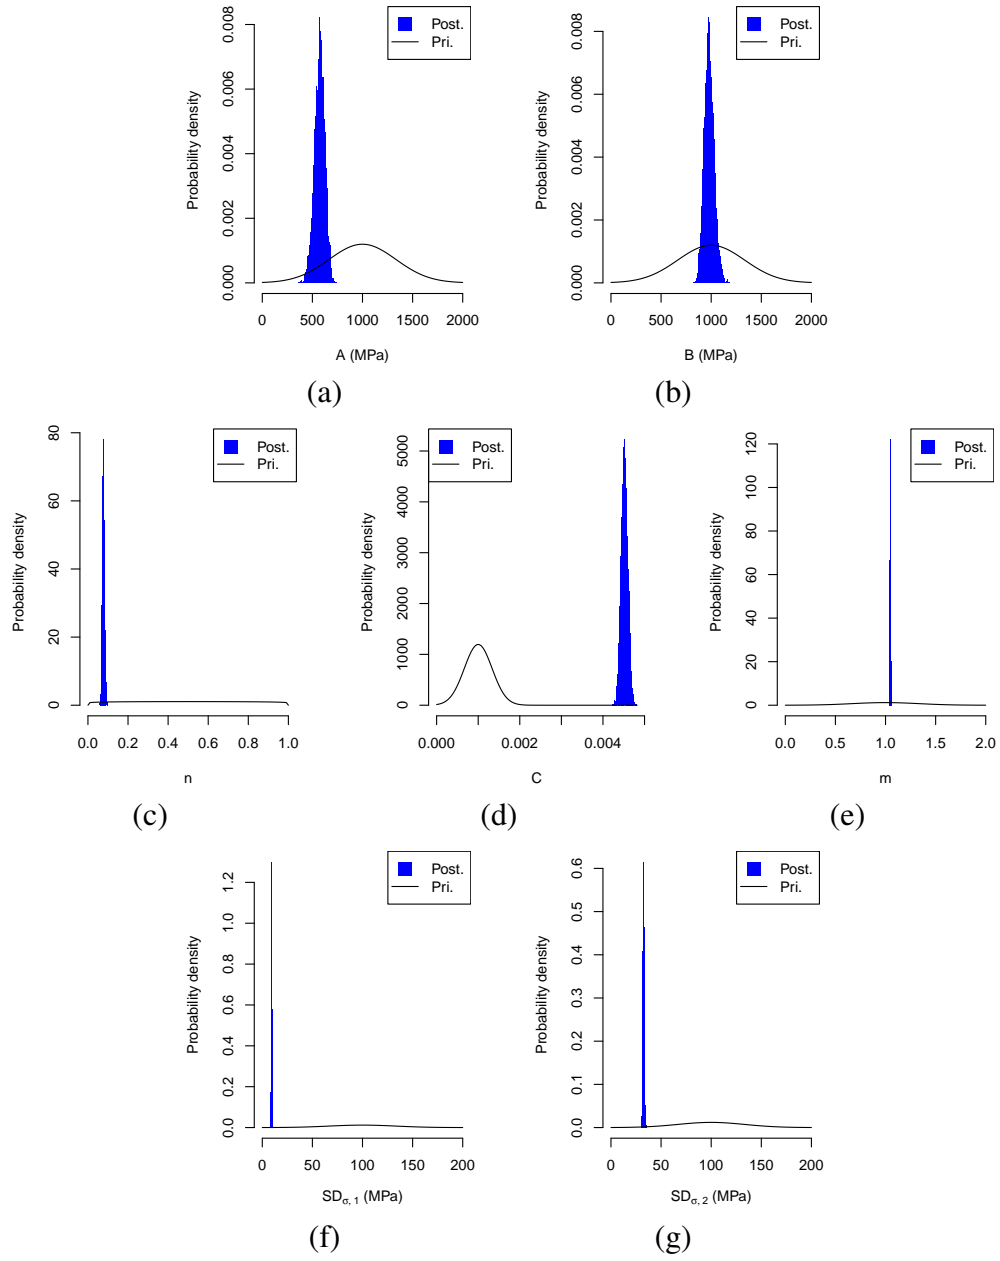 Probability density
0.000 0.002 0.004 0.006 0.008
Post.
Pri.
0 500 1000 1500 2000
A (MPa)
(a)
Probability density
0.000 0.002 0.004 0.006 0.008
Post.
Pri.
0 500 1000 1500 2000
B (MPa)
(b)
Probability density
0 20 40 60 80
Post.
Pri.
0.0 0.2 0.4 0.6 0.8 1.0
n
(c)
Probability density
0 1000 2000 3000 4000 5000
Post.
Pri.
0.000 0.002 0.004
C
(d)
Probability density
0 20 40 60 80 100 120
Post.
Pri.
0.0 0.5 1.0 1.5 2.0
m
(e)
Probability density
0.0 0.2 0.4 0.6 0.8 1.0 1.2
Post.
Pri.
0 50 100 150 200
SDσ, 1 (MPa)
(f)
Probability density
0.0 0.1 0.2 0.3 0.4 0.5 0.6
Post.
Pri.
0 50 100 150 200
SDσ, 2 (MPa)
(g)